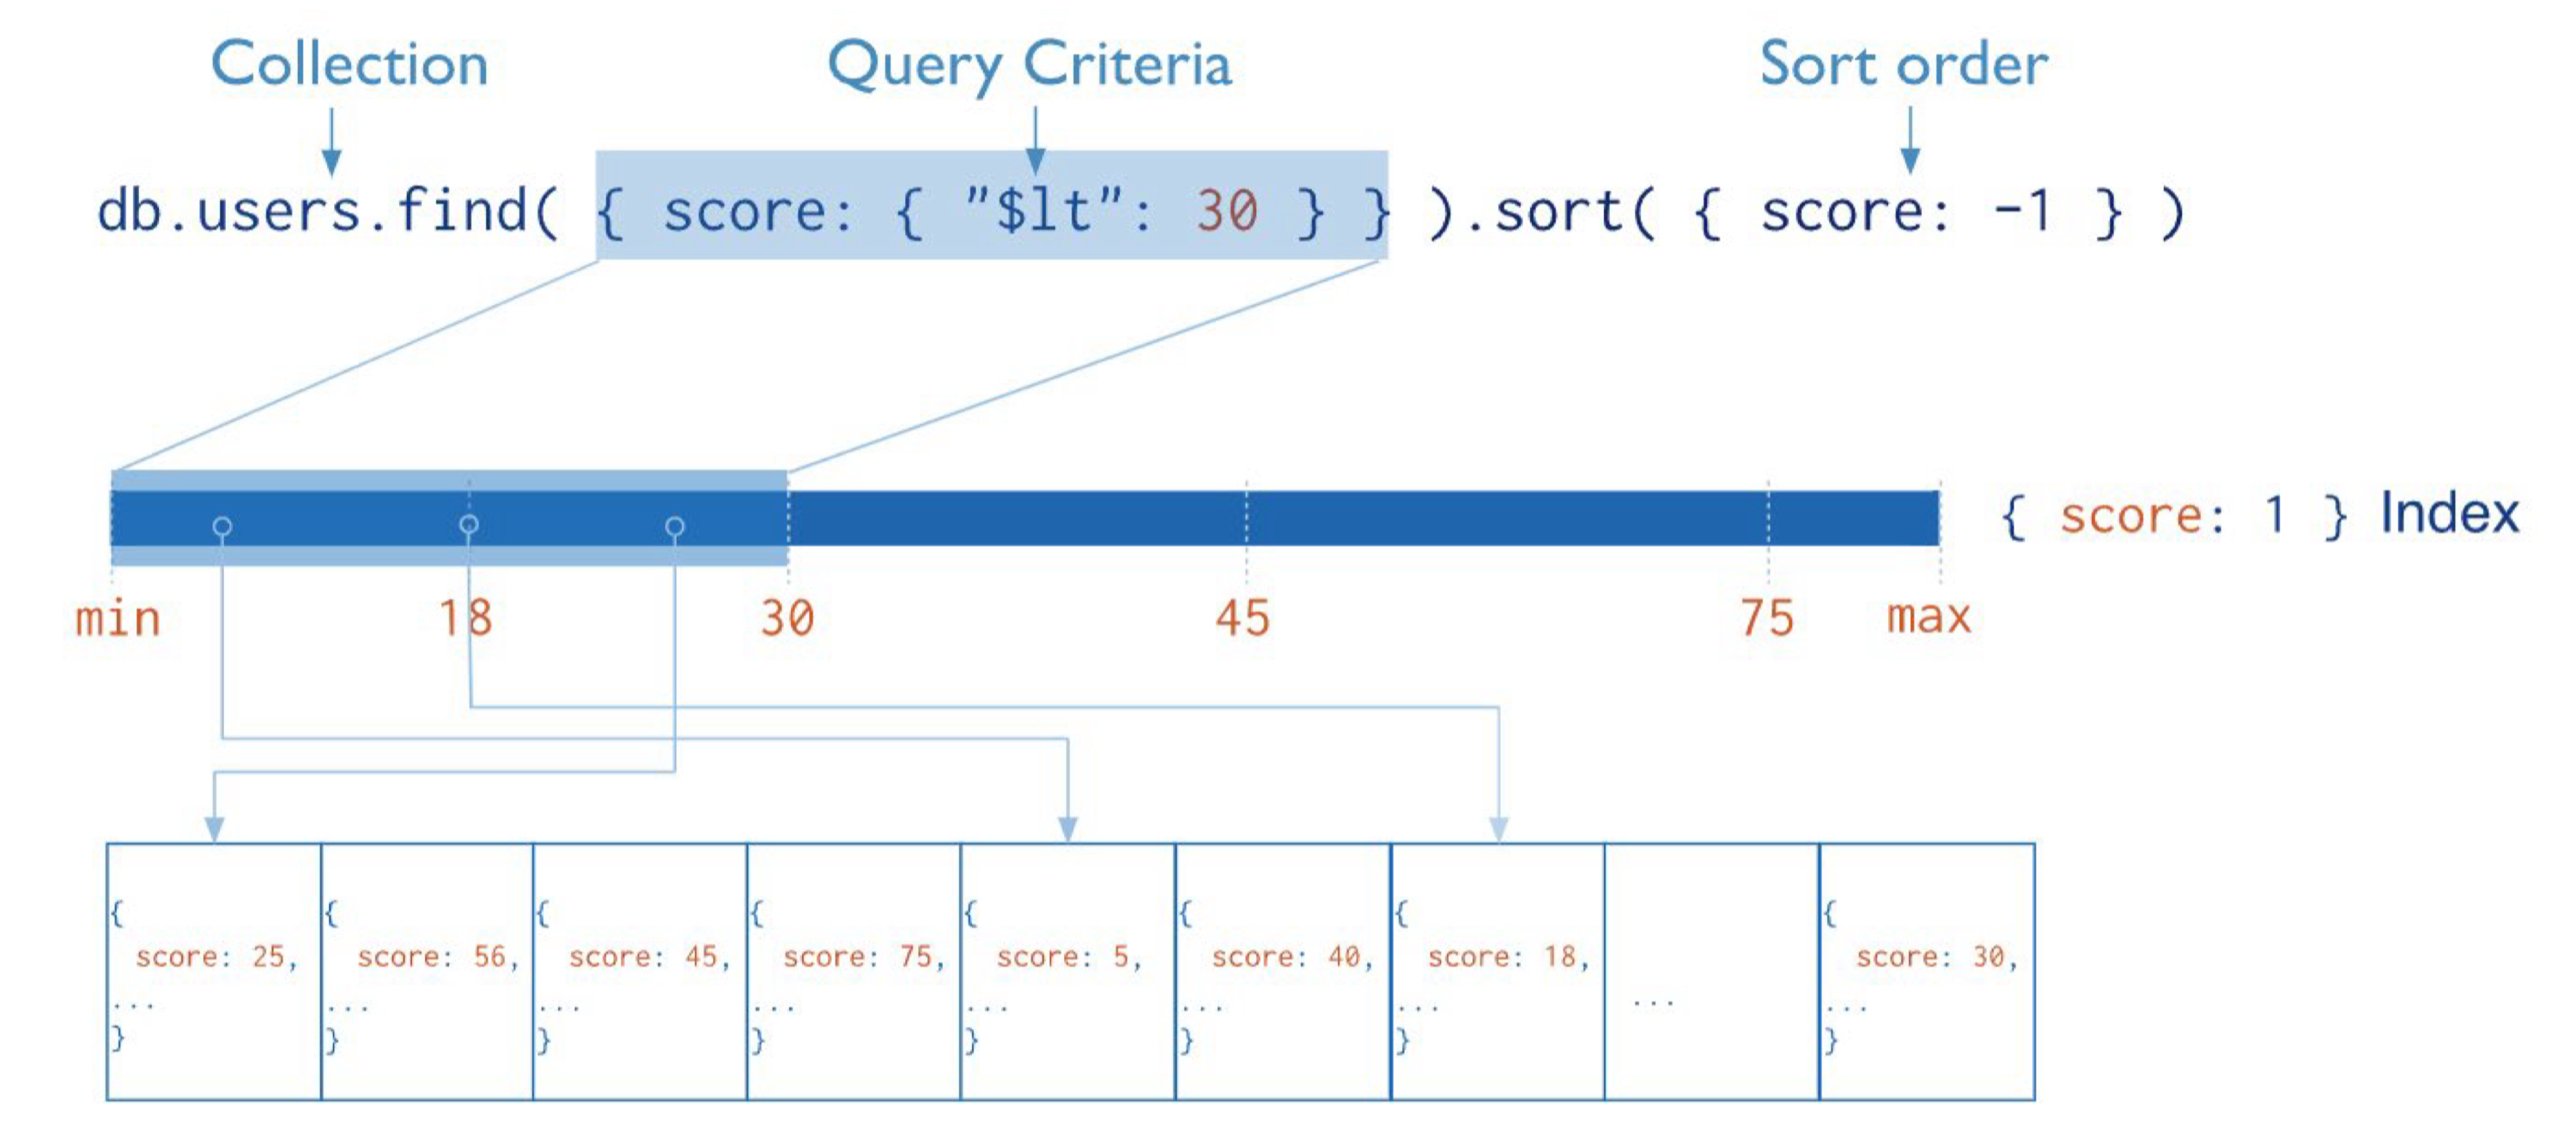 Collection Query Criteria Sort order
db.users.find( { score: { "$lt": 30 } } ).sort( { score: -1 } )
{ score: 1 } Index
min 18 30 45 75 max
{
score: 25,
...
}
{
score: 56,
...
}
{
score: 45,
...
}
{
score: 75,
...
}
{
score: 5,
...
}
{
score: 40,
...
}
{
score: 18,
...
}
...
{
score: 30,
...
}